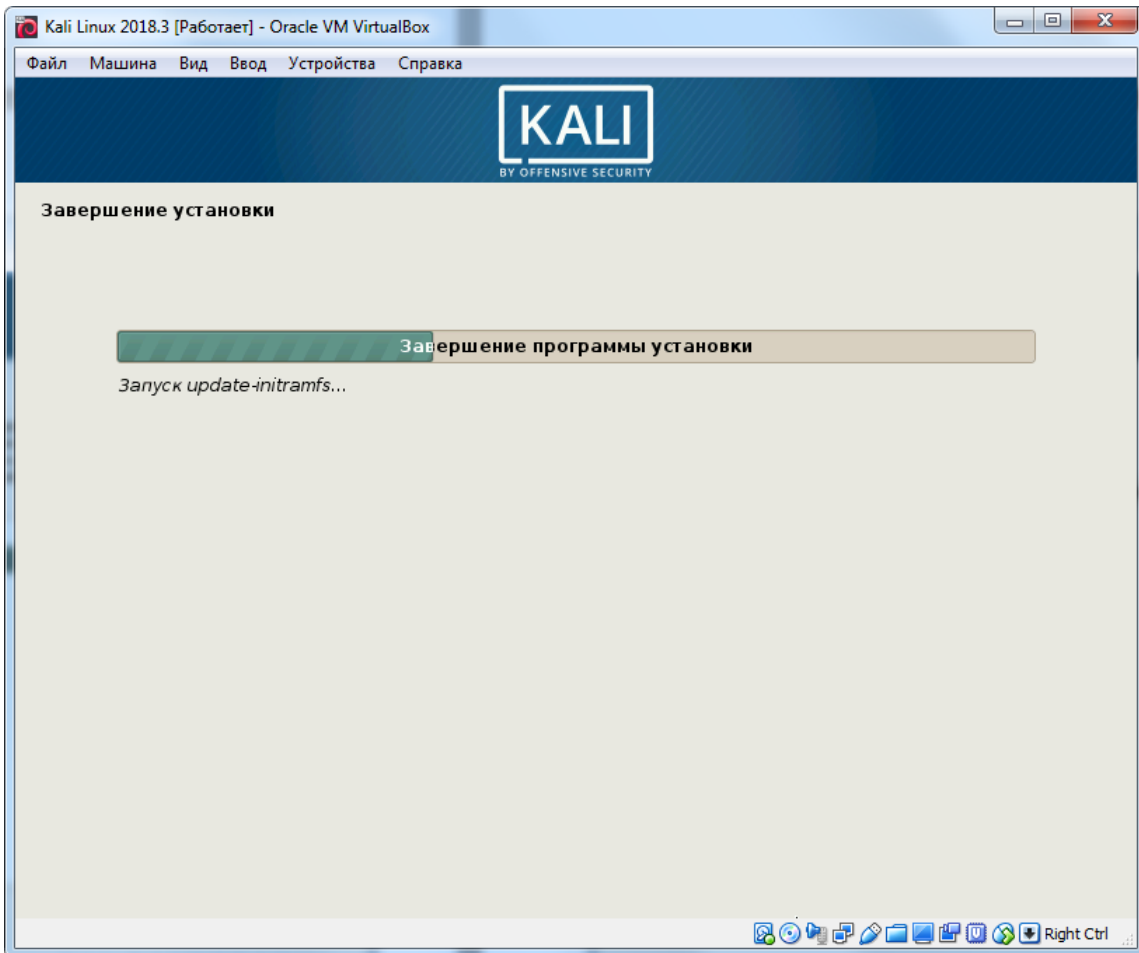 Kali Linux 2018.3 [Работает] - Oracle VM VirtualBox
Файл Машина Вид Ввод Устройства Справка
KALI
BY OFFENSIVE SECURITY
Завершение установки
Завершение программы установки
Запуск update-initramfs...
Right Ctrl